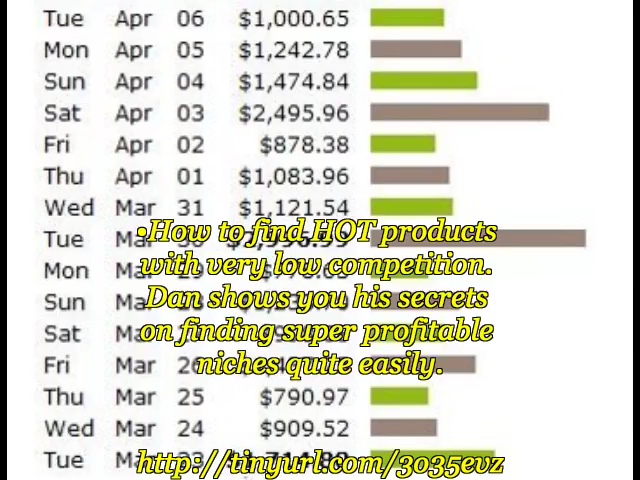 Tue Apr 06 $1,000.65
Mon Apr 05 $1,242.78
Sun Apr 04 $1,474.84
Sat Apr 03 $2,495.96
Fri Apr 02 $878.38
Thu Apr 01 $1,083.96
Wed Mar 31 $1,121.54
Tue
•How to find HOT products
Mon
with very low competition.
Sun
Dan shows you his secrets
Sat
on finding super profitable
Fri
niches quite easily.
Thu Mar 25 $790.97
Wed Mar 24 $909.52
Tue
http://tinyurl.com/3o35evz